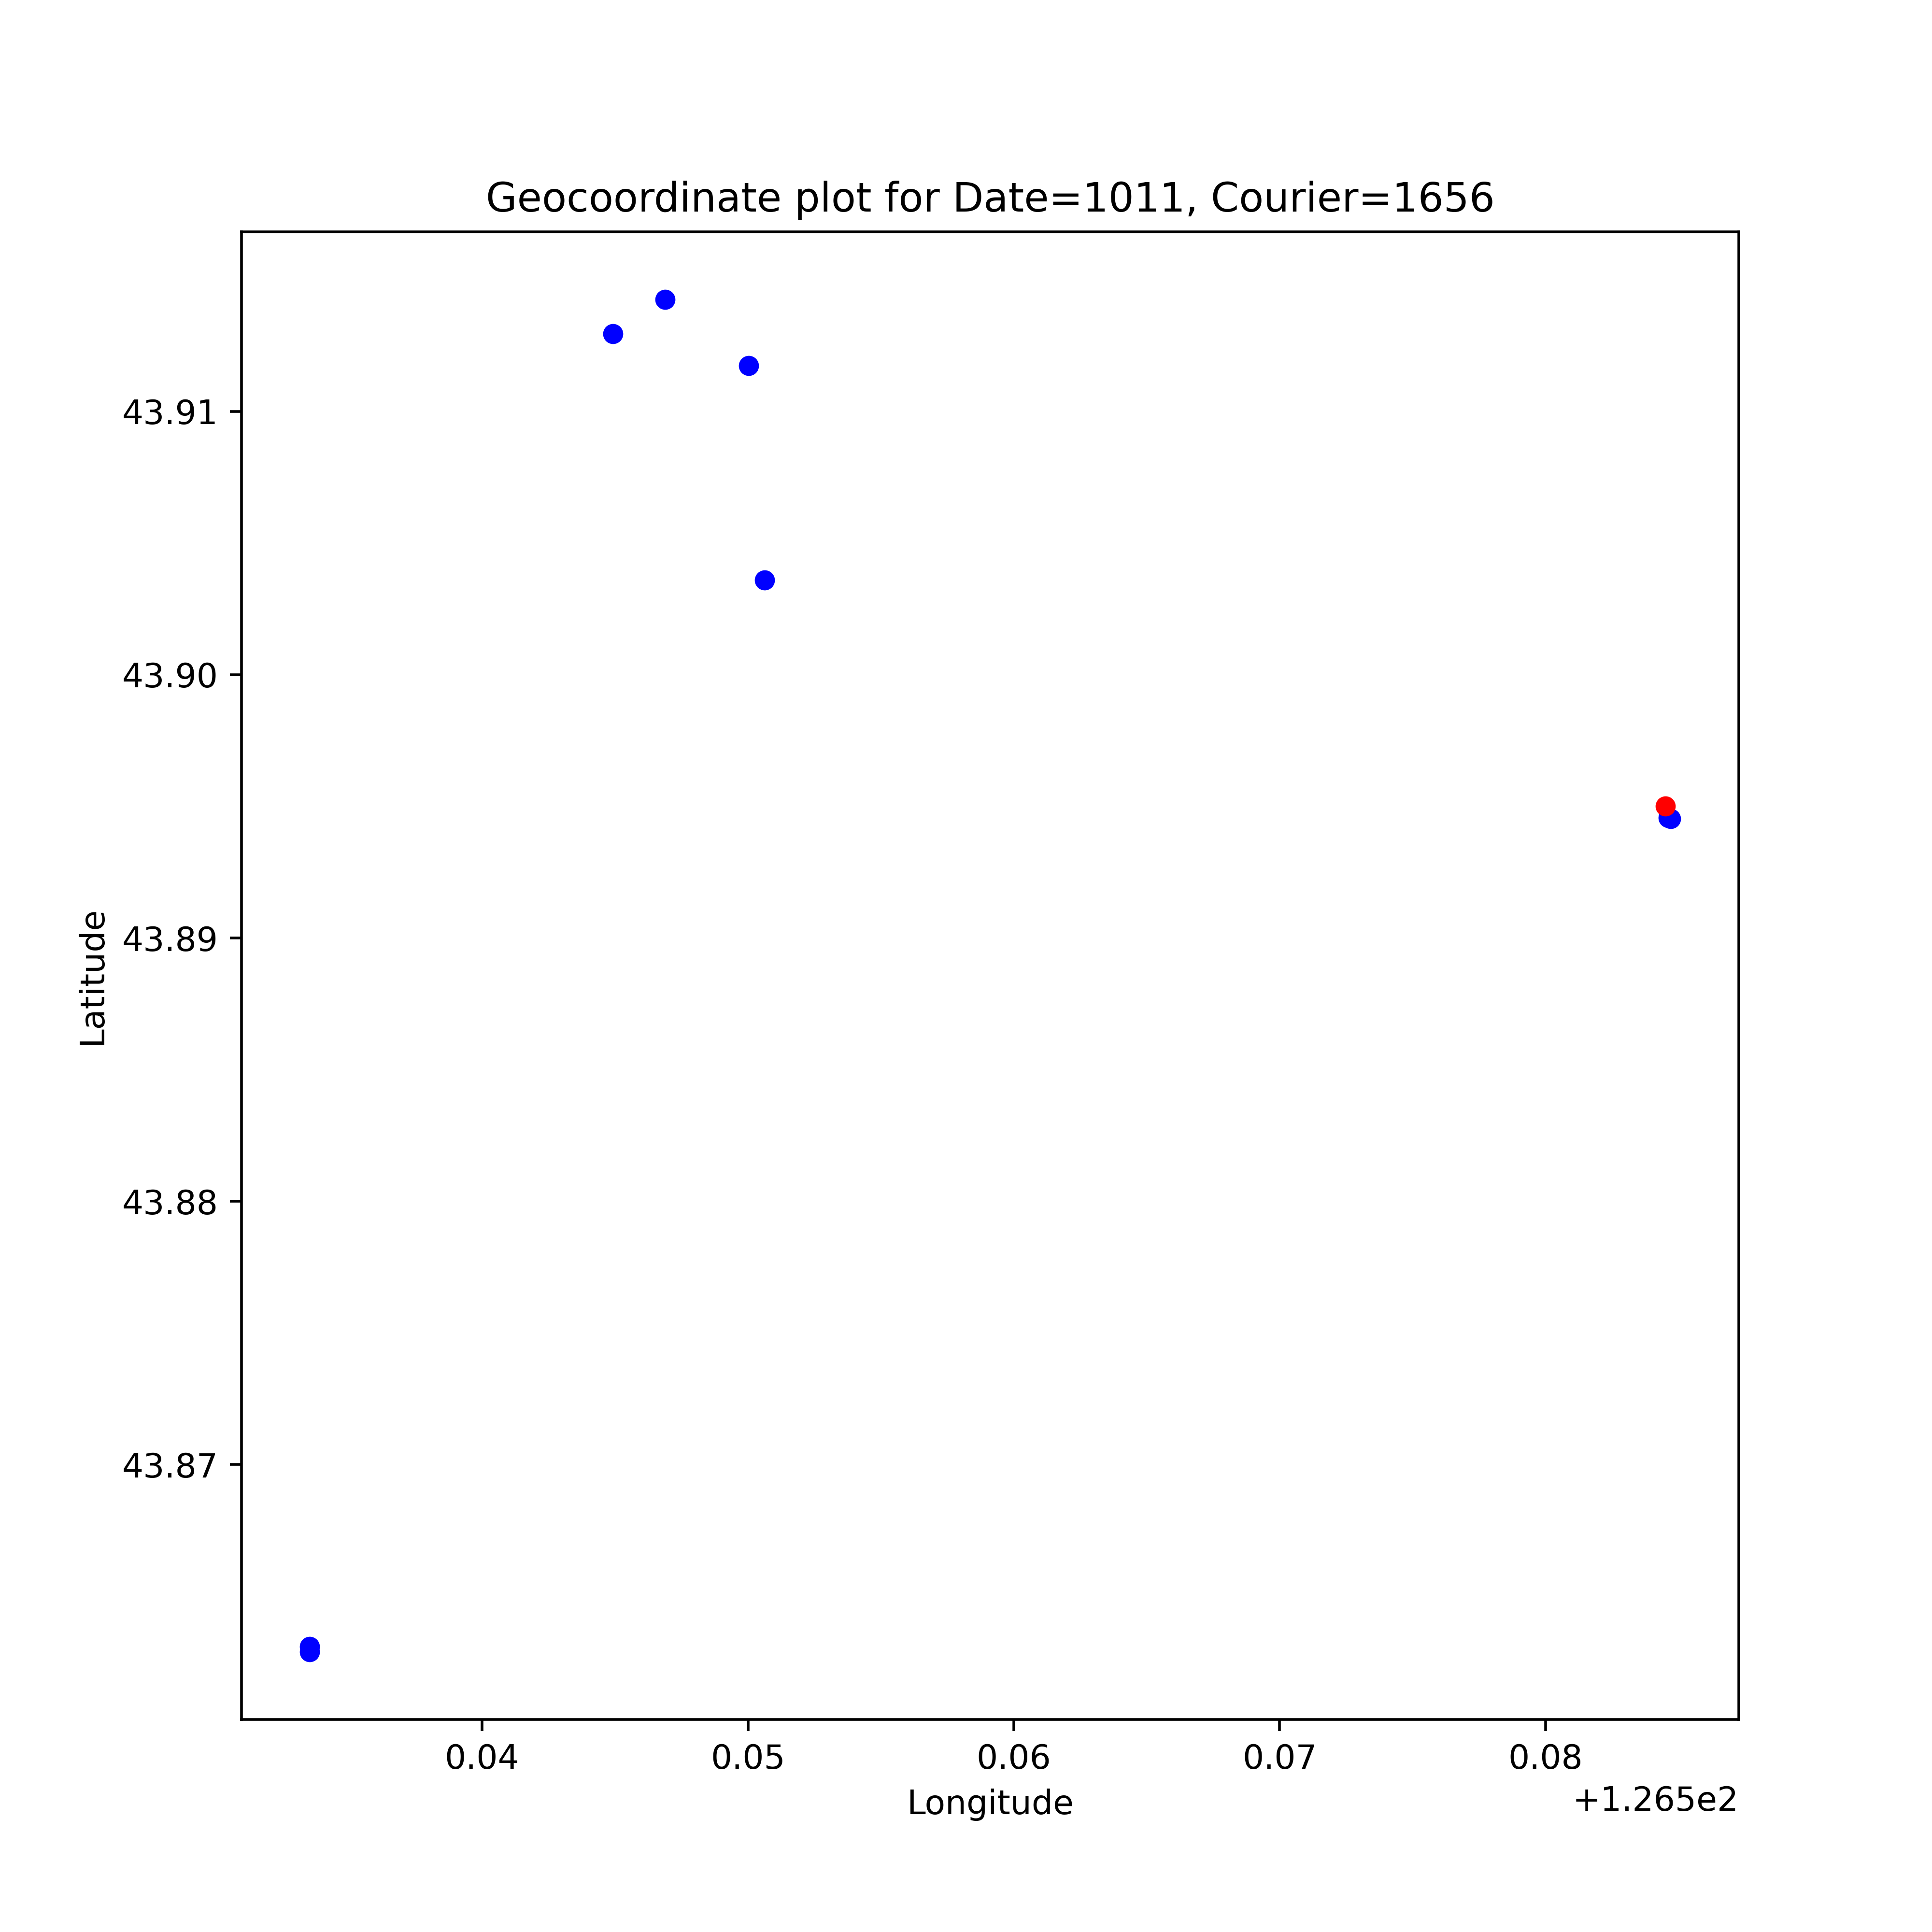 Geocoordinate plot for Date=1011, Courier=1656
43.91
43.90
43.89
43.88
43.87
Latitude
0.04 0.05 0.06 0.07 0.08
+1.265e2
Longitude